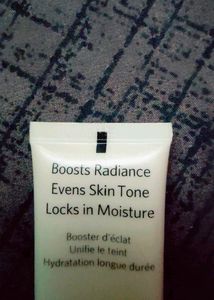 Boosts Radiance
Evens Skin Tone
Locks in Moisture
Booster d'éclat
Unifie le teint
Hydratation longue durée